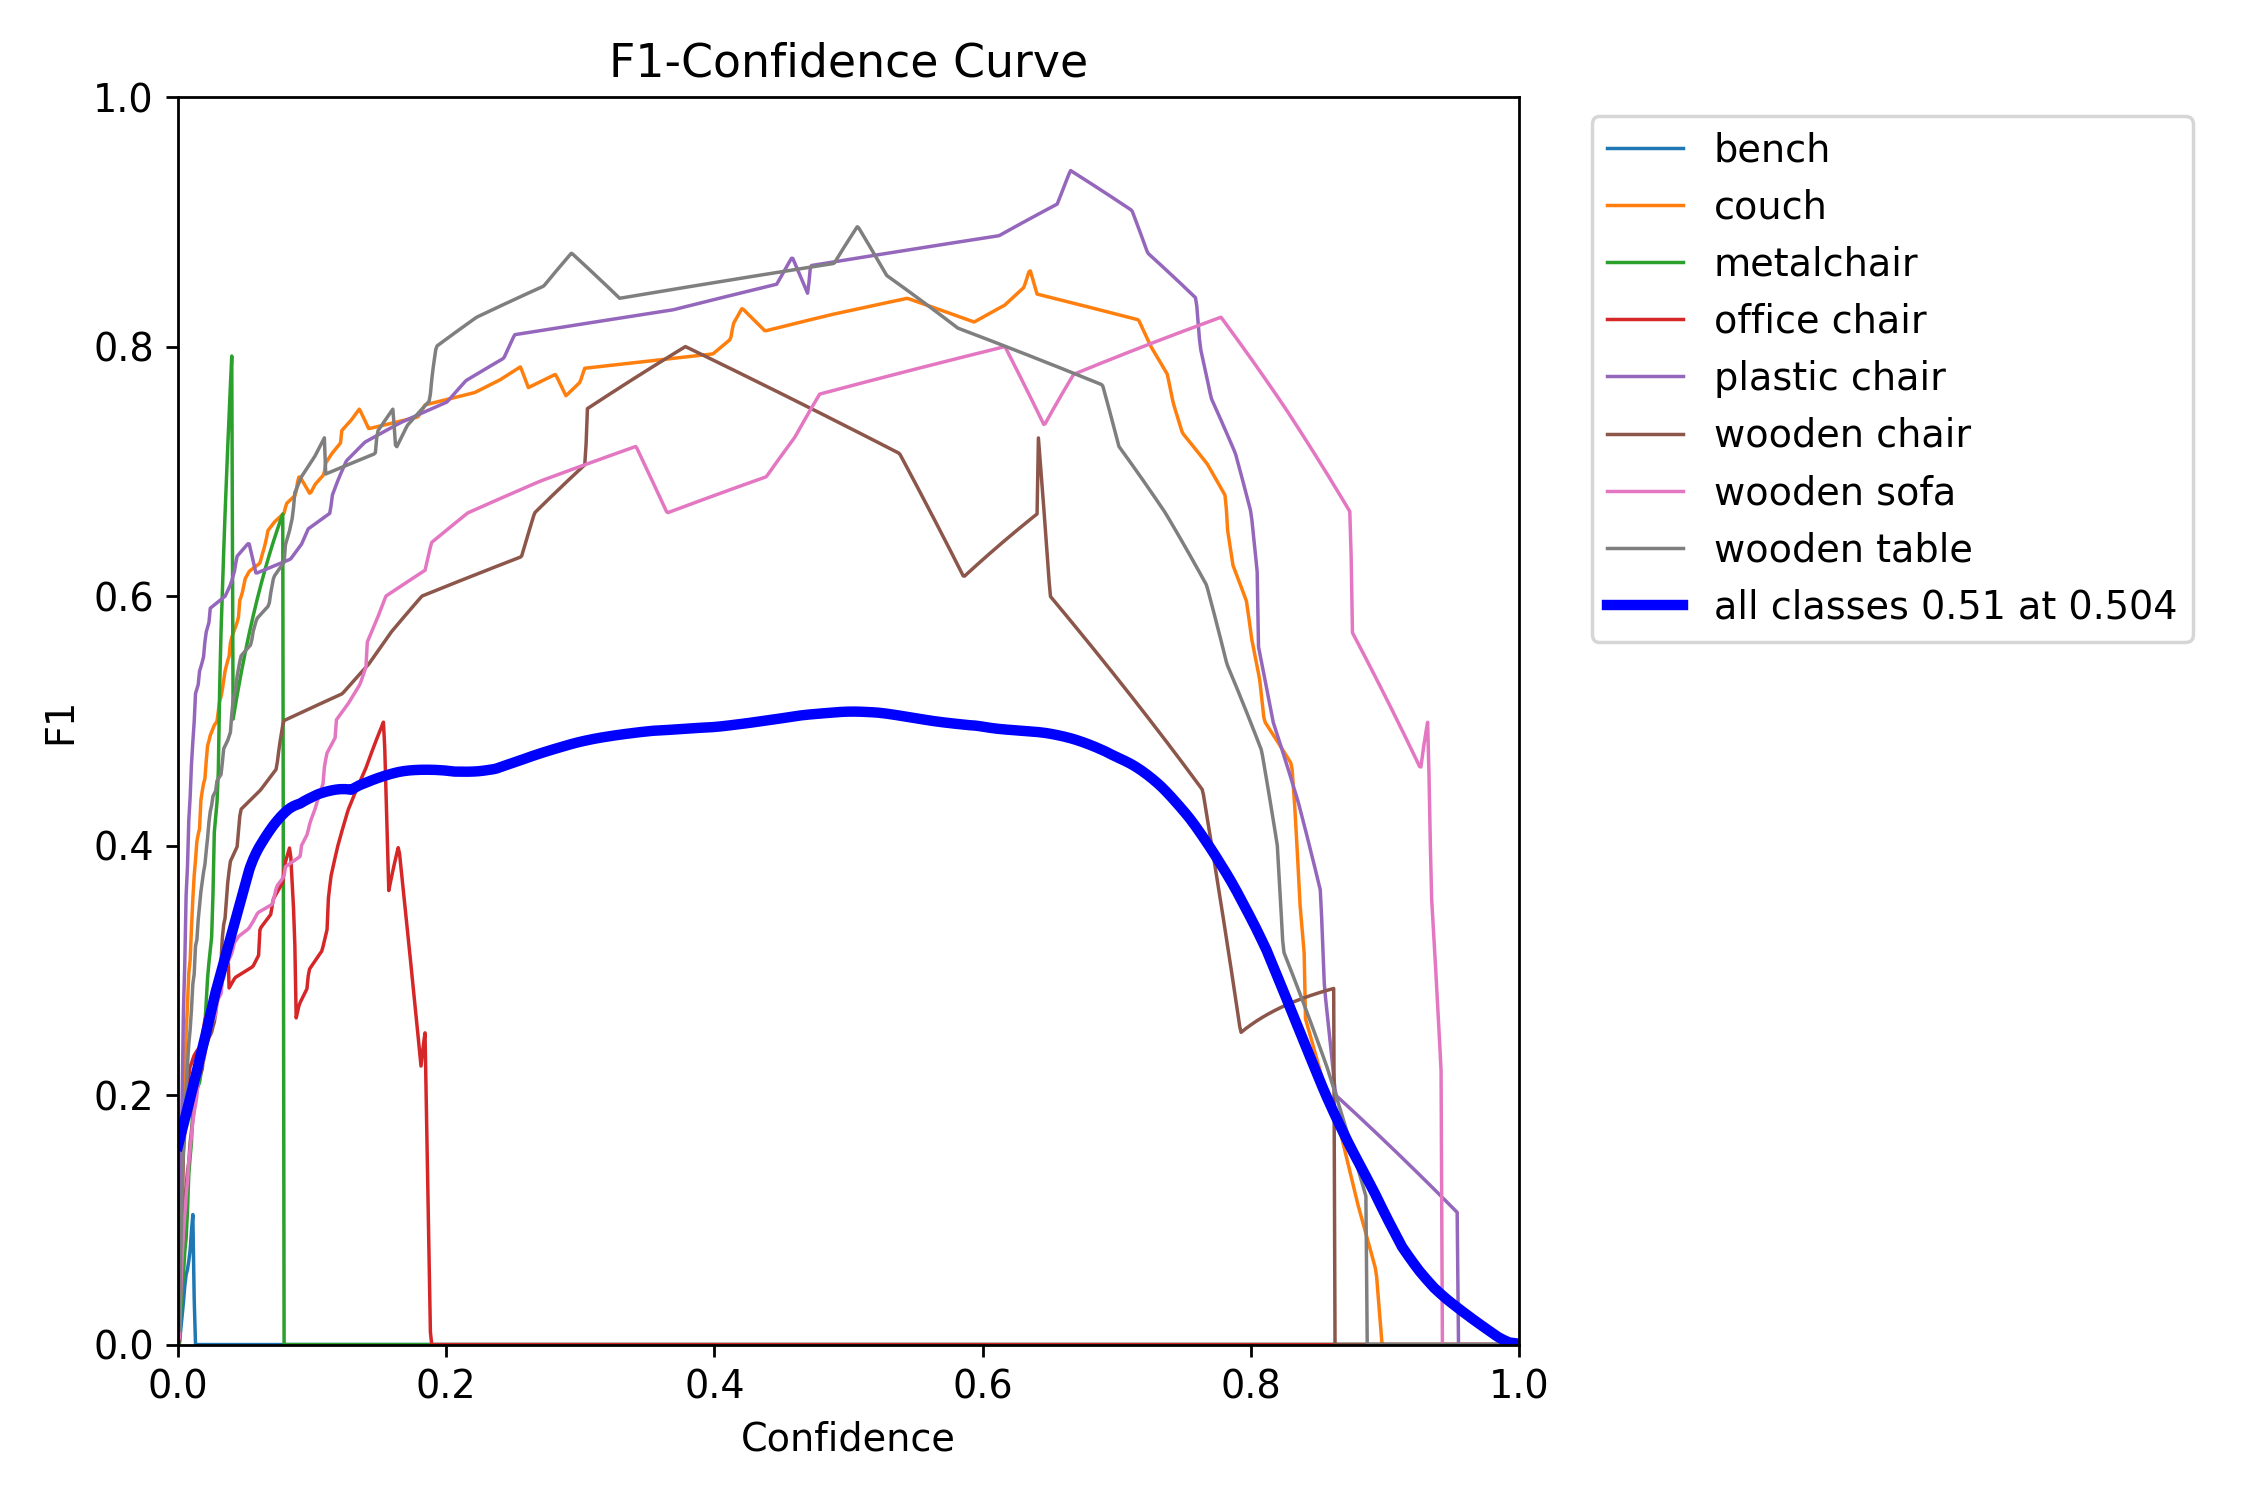 F1-Confidence Curve
1.0
0.8
0.6
0.4
0.2
0.0
F1
0.0 0.2 0.4 0.6 0.8 1.0
Confidence
bench
couch
metalchair
office chair
plastic chair
wooden chair
wooden sofa
wooden table
all classes 0.51 at 0.504